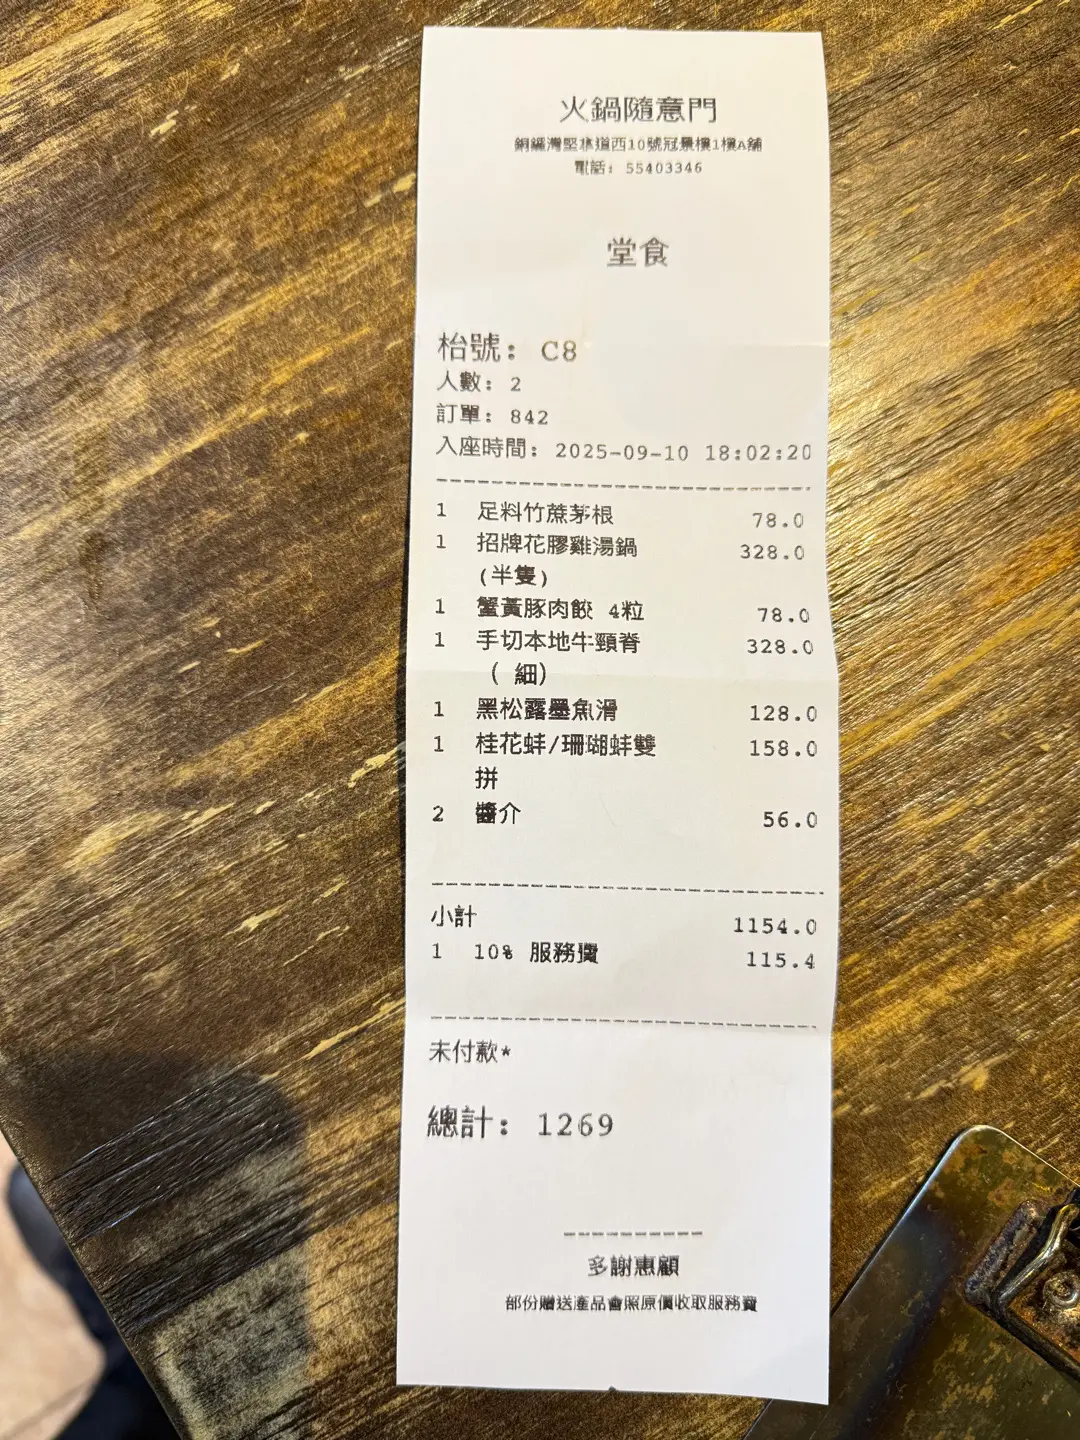 火鍋隨意門
銅鑼灣堅拿道西10號冠景樓1樓A舖
電話: 55403346
堂食
枱號: C8
人數: 2
訂單: 842
入座時間: 2025-09-10 18:02:20
1 足料竹蔗茅根 78.0
1 招牌花膠雞湯鍋 328.0
(半隻)
1 蟹黃豚肉餃 4粒 78.0
1 手切本地牛頸脊 328.0
( 細)
1 黑松露墨魚滑 128.0
1 桂花蚌/珊瑚蚌雙 158.0
拼
2 醬介 56.0
小計 1154.0
1 10% 服務費 115.4
未付款*
總計: 1269
多謝惠顧
部份贈送產品會照原價收取服務費